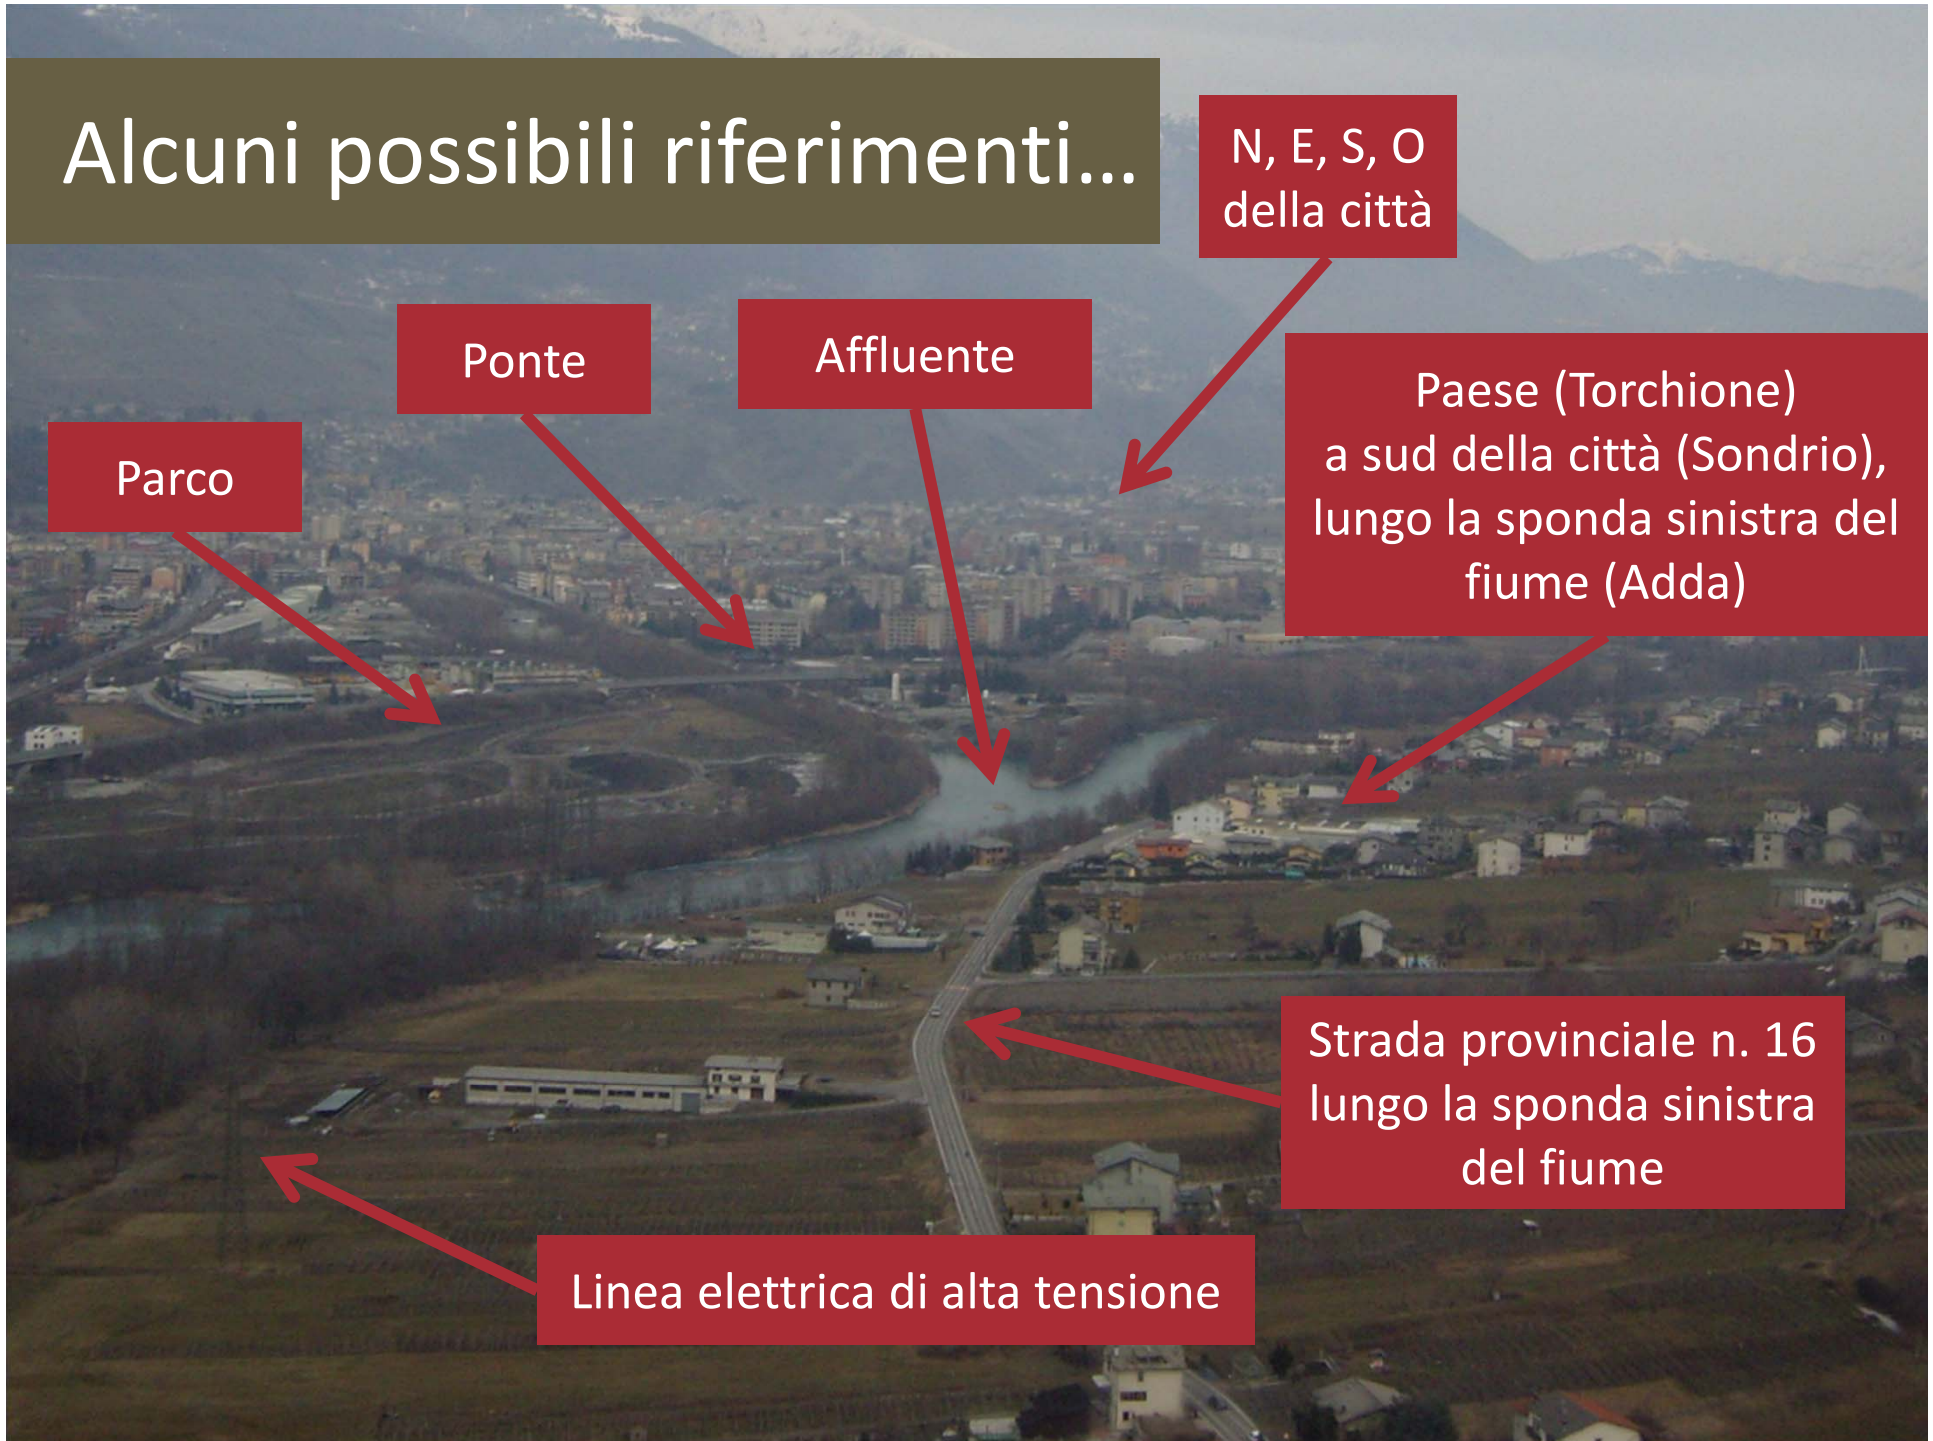 Alcuni possibili riferimenti...
N, E, S, O
della città
Ponte
Affluente
Paese (Torchione)
a sud della città (Sondrio),
lungo la sponda sinistra del
fiume (Adda)
Parco
Strada provinciale n. 16
lungo la sponda sinistra
del fiume
Linea elettrica di alta tensione